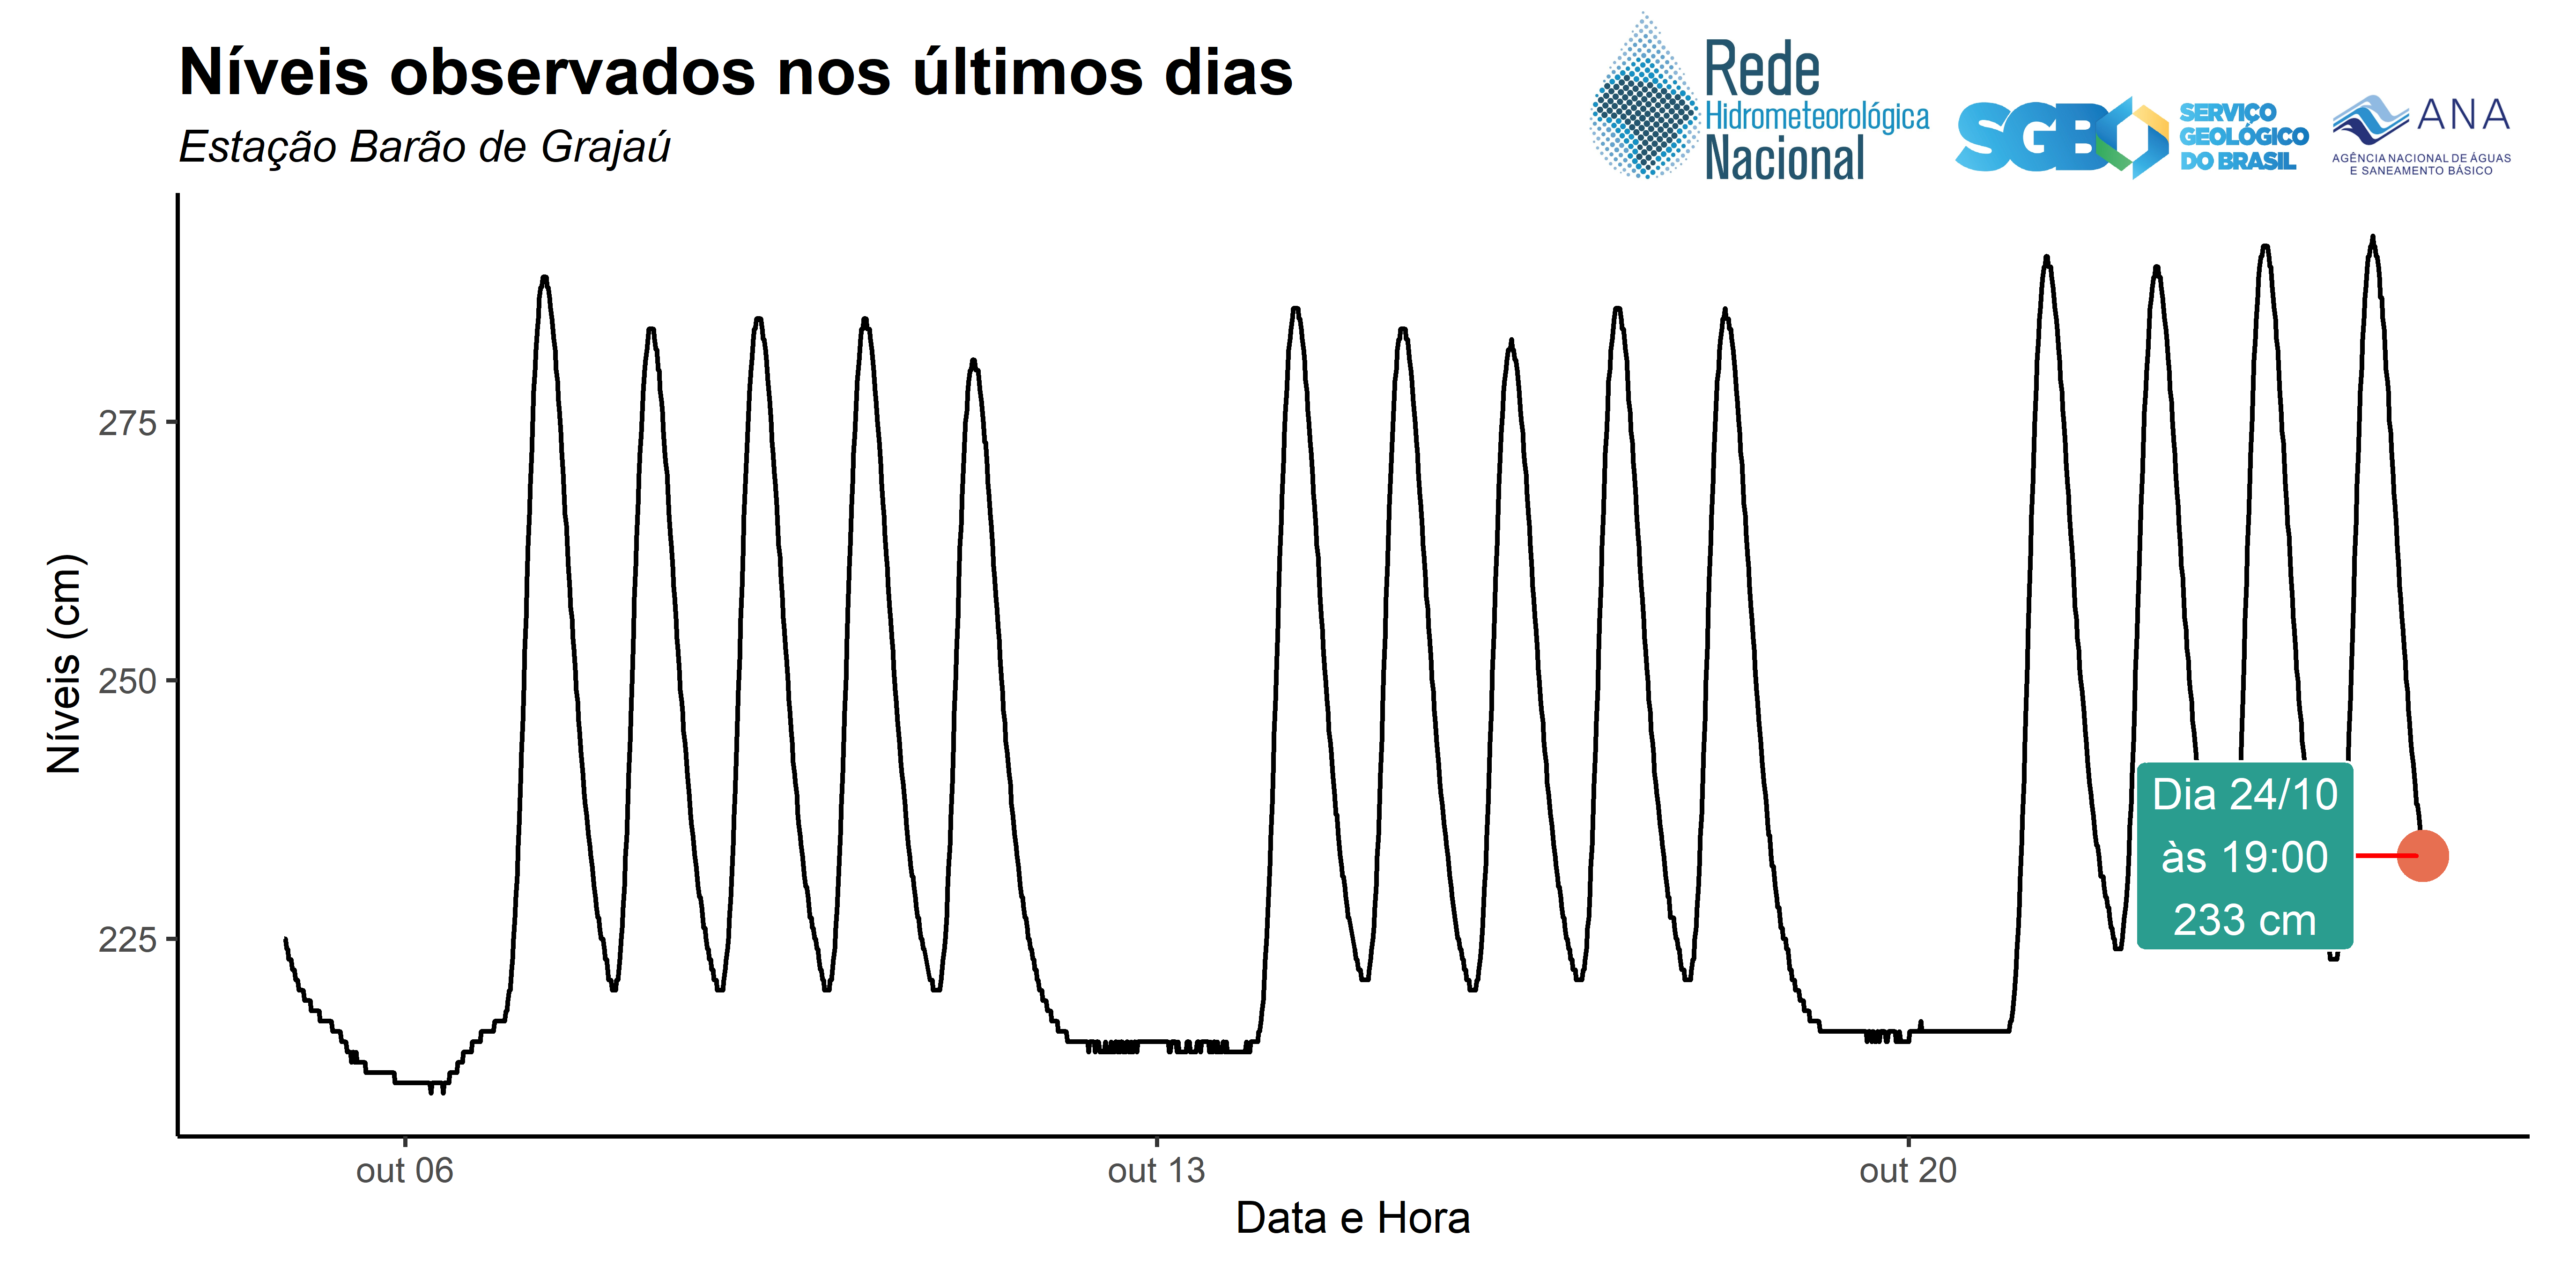 Níveis observados nos últimos dias
Estação Barão de Grajaú
Rede
Hidrometeorológica
Nacional
SGB
SERVIÇO
GEOLÓGICO
DO BRASIL
ANA
AGÊNCIA NACIONAL DE ÁGUAS
E SANEAMENTO BÁSICO
Níveis (cm)
275
250
225
Dia 24/10
às 19:00
233 cm
out 06
out 13
out 20
Data e Hora